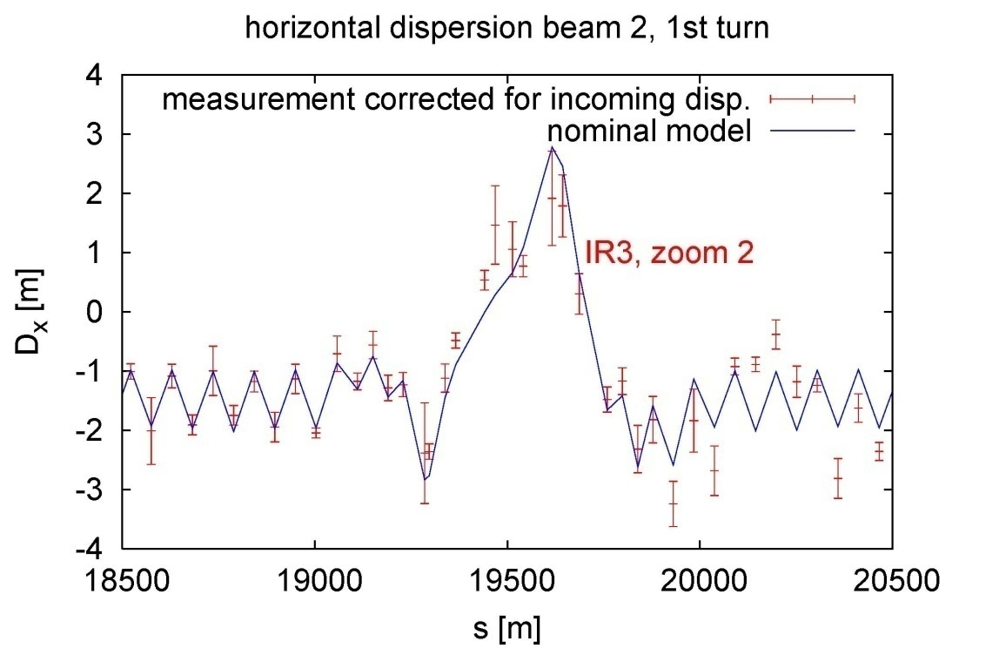 horizontal dispersion beam 2, 1st turn
4
measurement corrected for incoming disp.
nominal model
3
2
1
IR3, zoom 2
0
-1
-2
-3
-4
Dx [m]
18500 19000 19500 20000 20500
s [m]